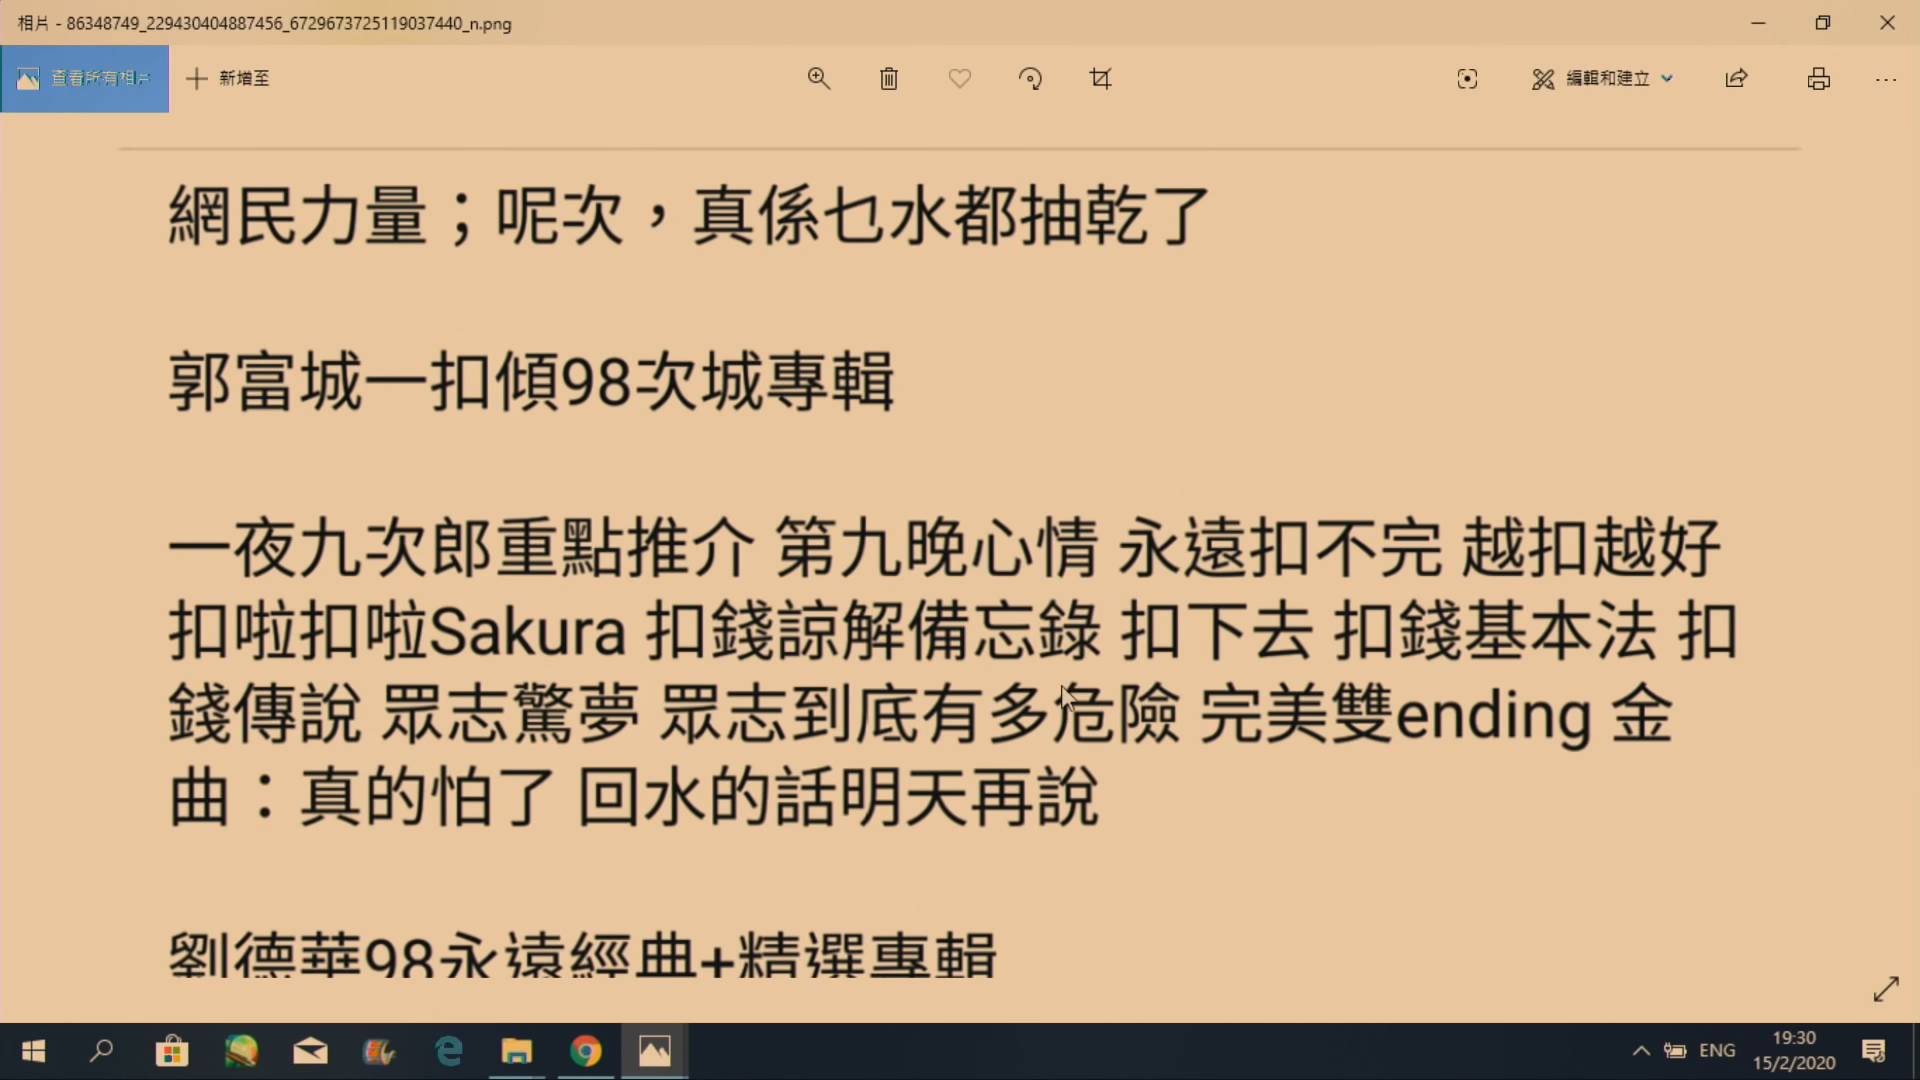 相片 - 86348749_229430404887456_6729673725119037440_n.png
查看所有相片
新增至
編輯和建立
網民力量；呢次，真係乜水都抽乾了
郭富城一扣傾98次城專輯
一夜九次郎重點推介 第九晚心情 永遠扣不完 越扣越好
扣啦扣啦Sakura 扣錢諒解備忘錄 扣下去 扣錢基本法 扣
錢傳說 眾志驚夢 眾志到底有多危險 完美雙ending 金
曲：真的怕了 回水的話明天再說
劉德華98永遠經典+精選專輯
ENG
19:30
15/2/2020